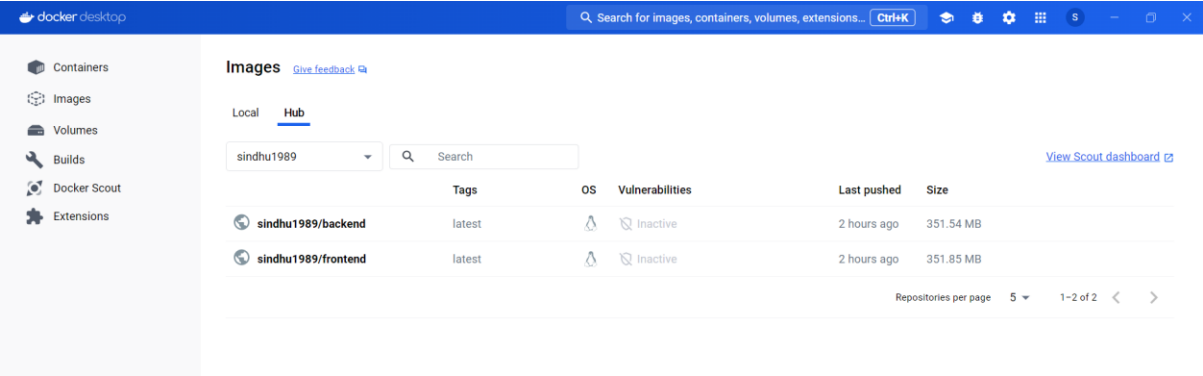 docker desktop
Search for images, containers, volumes, extensions... Ctrl+K
S
Containers
Images
Volumes
Builds
Docker Scout
Extensions
Images Give feedback
Local Hub
sindhu1989 Search View Scout dashboard
Tags OS Vulnerabilities Last pushed Size
sindhu1989/backend latest Inactive 2 hours ago 351.54 MB
sindhu1989/frontend latest Inactive 2 hours ago 351.85 MB
Repositories per page 5 1–2 of 2